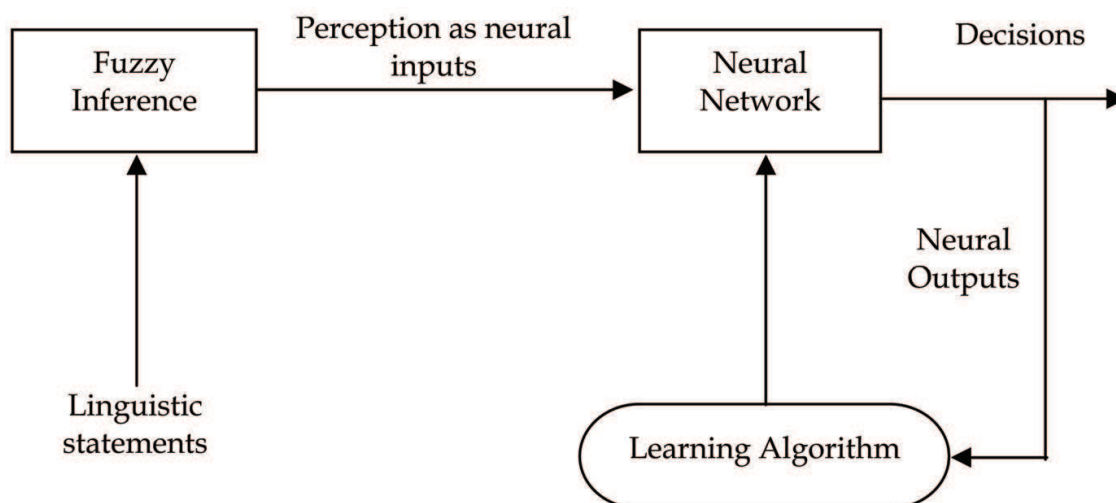 Fuzzy
Inference
Perception as neural
inputs
Neural
Network
Decisions
Neural
Outputs
Linguistic
statements
Learning Algorithm